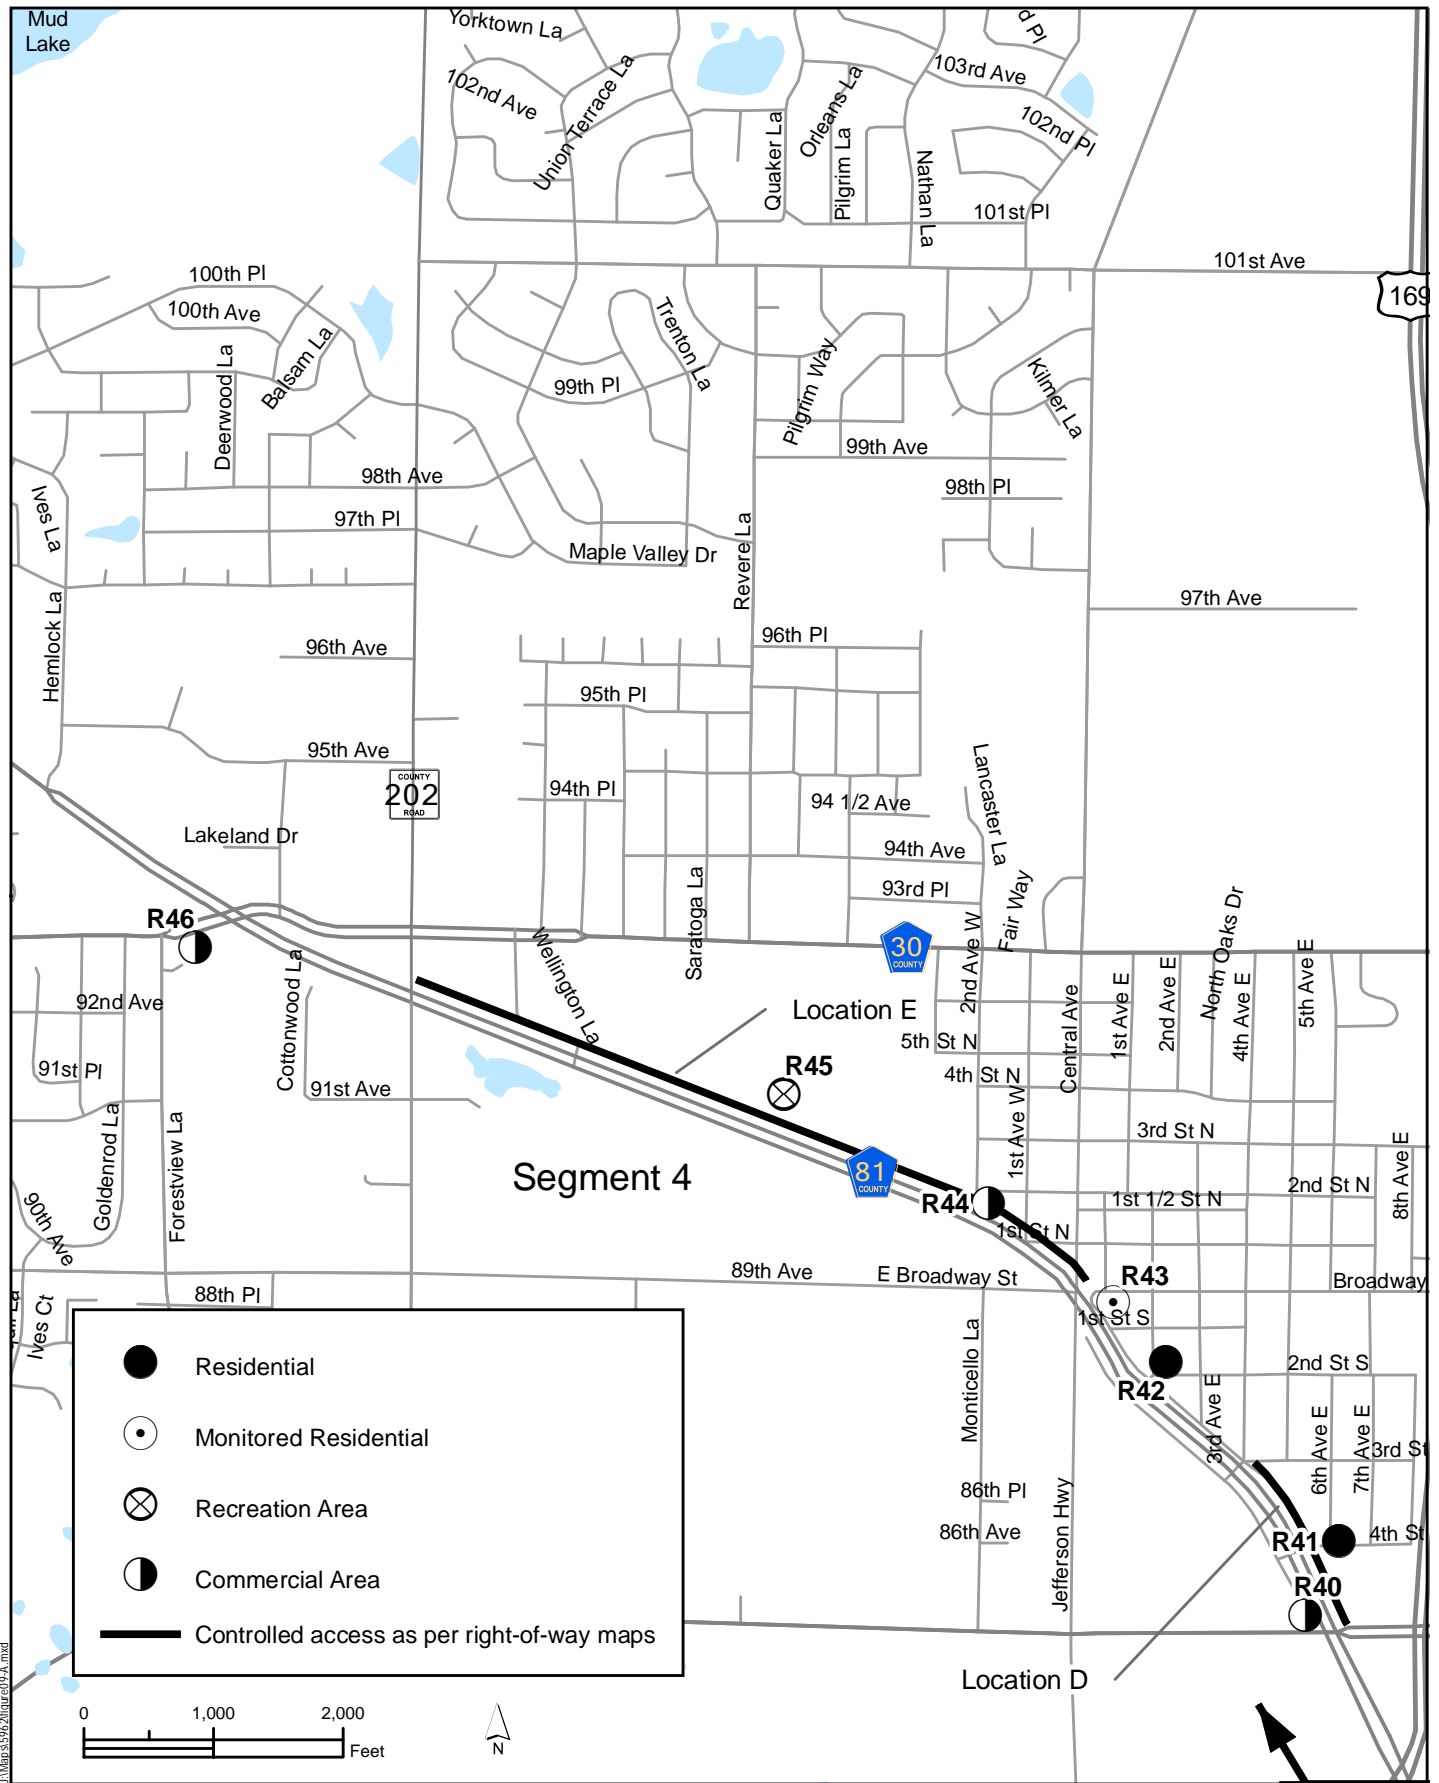 Mud
Lake
Yorktown La
d Pl
102nd Ave
Union Terrace La
Quaker La
Orleans La
Pilgrim La
Nathan La
103rd Ave
102nd Pl
101st Pl
101st Ave
169
100th Pl
100th Ave
Deerwood La
Balsam La
Trenton La
99th Pl
Pilgrim Way
Kilmer La
99th Ave
98th Ave
98th Pl
97th Pl
Ives La
Maple Valley Dr
Revere La
Hemlock La
97th Ave
96th Ave
96th Pl
95th Pl
95th Ave
COUNTY
202
ROAD
94th Pl
94 1/2 Ave
Lancaster La
Lakeland Dr
94th Ave
93rd Pl
Saratoga La
Fair Way
North Oaks Dr
R46
30
COUNTY
Wellington La
Cottonwood La
92nd Ave
2nd Ave W
Central Ave
1st Ave E
2nd Ave E
4th Ave E
5th Ave E
Location E
5th St N
R45
91st Pl
91st Ave
4th St N
1st Ave W
Goldenrod La
Forestview La
3rd St N
8th Ave E
Segment 4
81
COUNTY
90th Ave
R44
2nd St N
1st 1/2 St N
1st St N
89th Ave
E Broadway St
R43
Broadway
88th Pl
Ives Ct
1st St S
Monticello La
2nd St S
R42
3rd Ave E
6th Ave E
7th Ave E
3rd St
86th Pl
86th Ave
Jefferson Hwy
R41
4th St
R40
Location D
Residential
Monitored Residential
Recreation Area
Commercial Area
Controlled access as per right-of-way maps
0
1,000
2,000
Feet
N